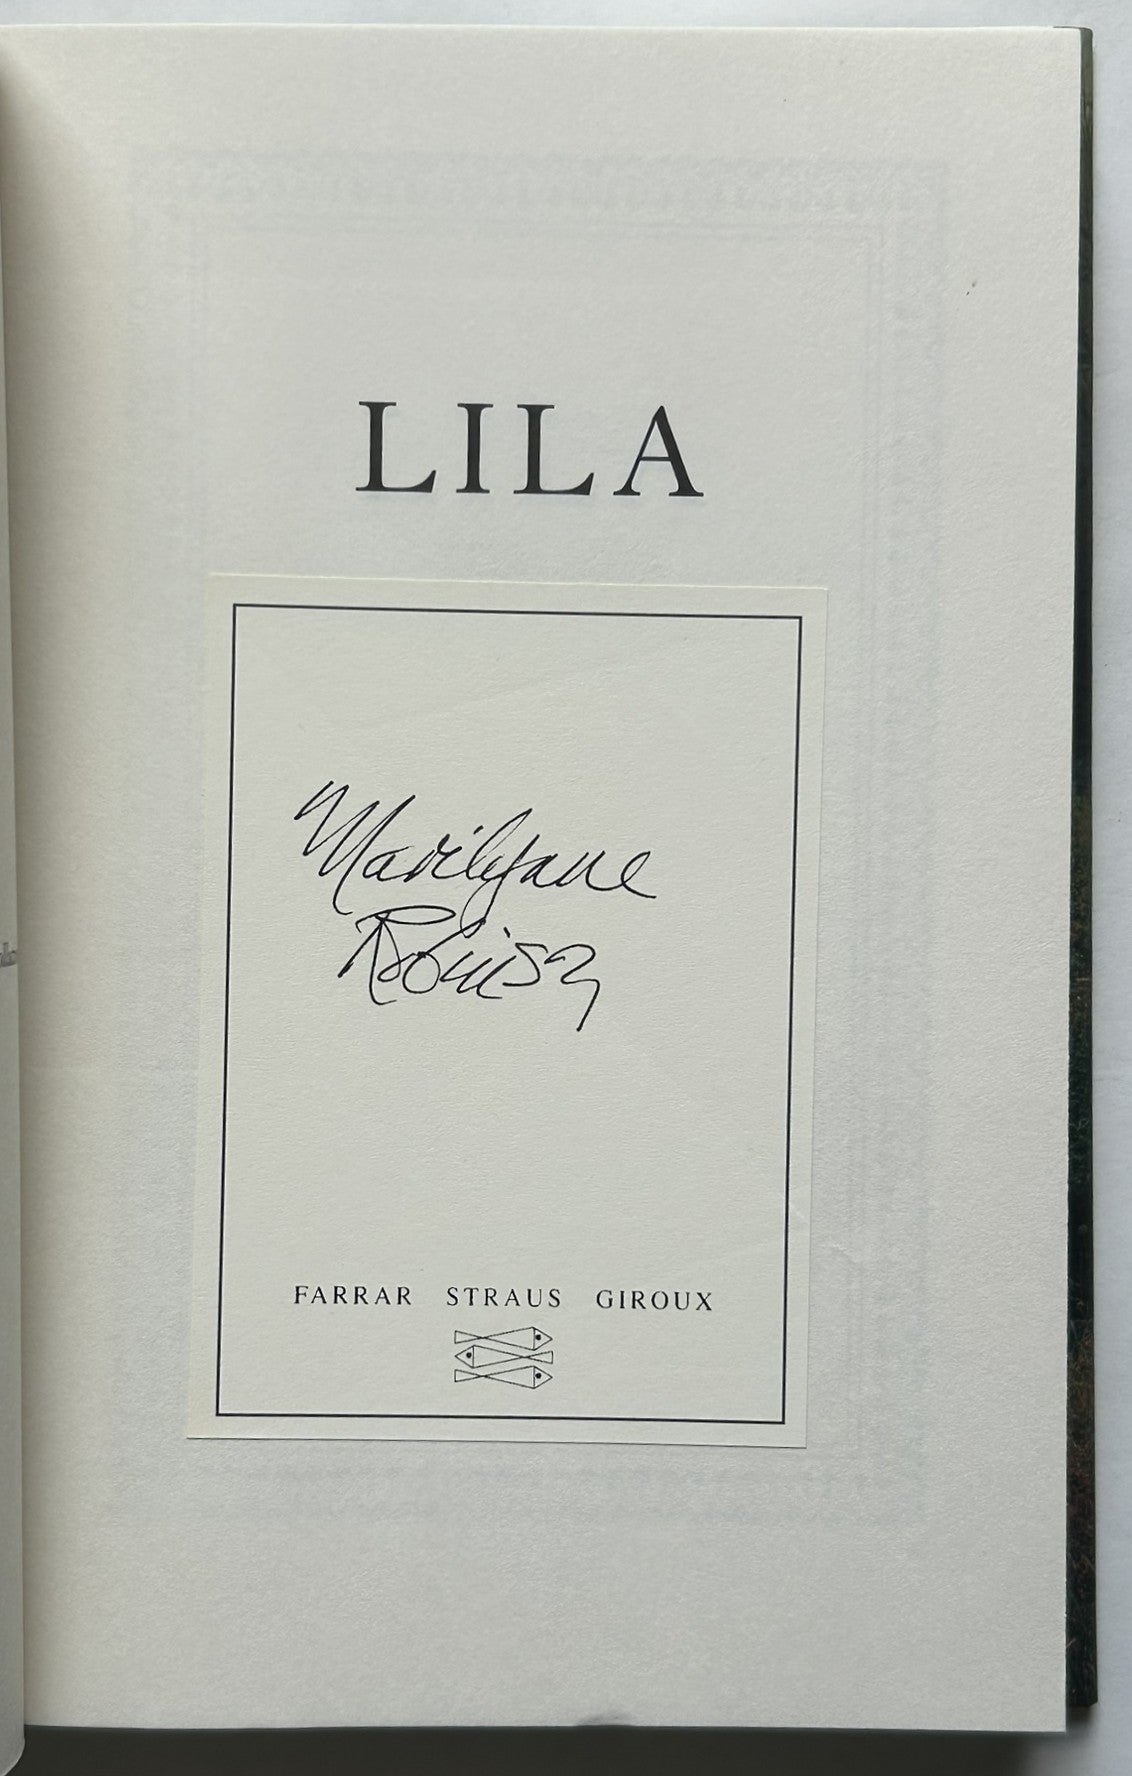 LILA
Marilynne
Robinson
FARRAR STRAUS GIROUX